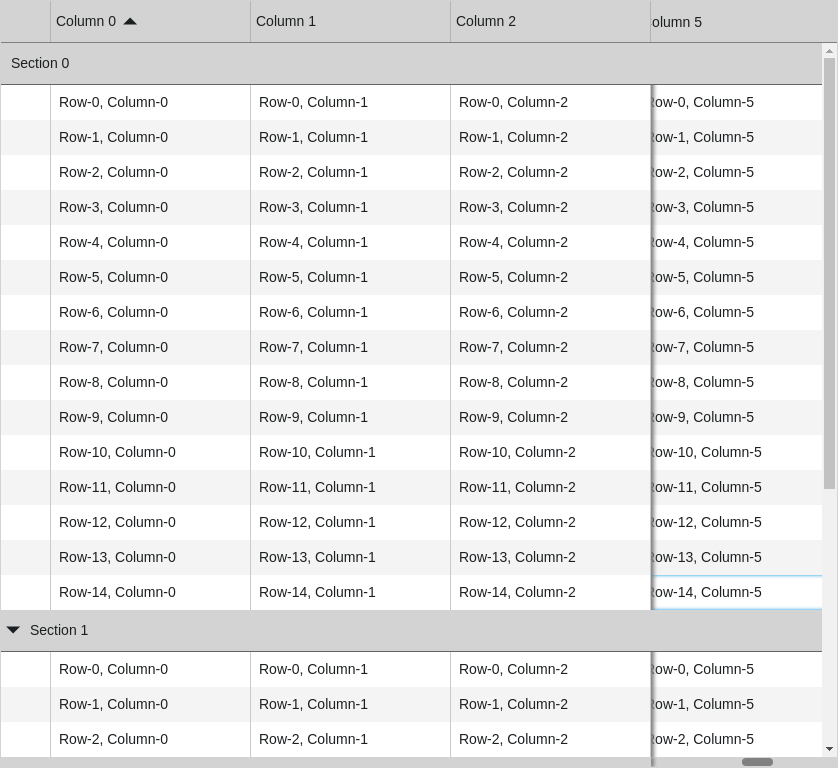 Column 0 Column 1 Column 2 olumn 5
Section 0
Row-0, Column-0 Row-0, Column-1 Row-0, Column-2 Row-0, Column-5
Row-1, Column-0 Row-1, Column-1 Row-1, Column-2 Row-1, Column-5
Row-2, Column-0 Row-2, Column-1 Row-2, Column-2 Row-2, Column-5
Row-3, Column-0 Row-3, Column-1 Row-3, Column-2 Row-3, Column-5
Row-4, Column-0 Row-4, Column-1 Row-4, Column-2 Row-4, Column-5
Row-5, Column-0 Row-5, Column-1 Row-5, Column-2 Row-5, Column-5
Row-6, Column-0 Row-6, Column-1 Row-6, Column-2 Row-6, Column-5
Row-7, Column-0 Row-7, Column-1 Row-7, Column-2 Row-7, Column-5
Row-8, Column-0 Row-8, Column-1 Row-8, Column-2 Row-8, Column-5
Row-9, Column-0 Row-9, Column-1 Row-9, Column-2 Row-9, Column-5
Row-10, Column-0 Row-10, Column-1 Row-10, Column-2 Row-10, Column-5
Row-11, Column-0 Row-11, Column-1 Row-11, Column-2 Row-11, Column-5
Row-12, Column-0 Row-12, Column-1 Row-12, Column-2 Row-12, Column-5
Row-13, Column-0 Row-13, Column-1 Row-13, Column-2 Row-13, Column-5
Row-14, Column-0 Row-14, Column-1 Row-14, Column-2 Row-14, Column-5
Section 1
Row-0, Column-0 Row-0, Column-1 Row-0, Column-2 Row-0, Column-5
Row-1, Column-0 Row-1, Column-1 Row-1, Column-2 Row-1, Column-5
Row-2, Column-0 Row-2, Column-1 Row-2, Column-2 Row-2, Column-5